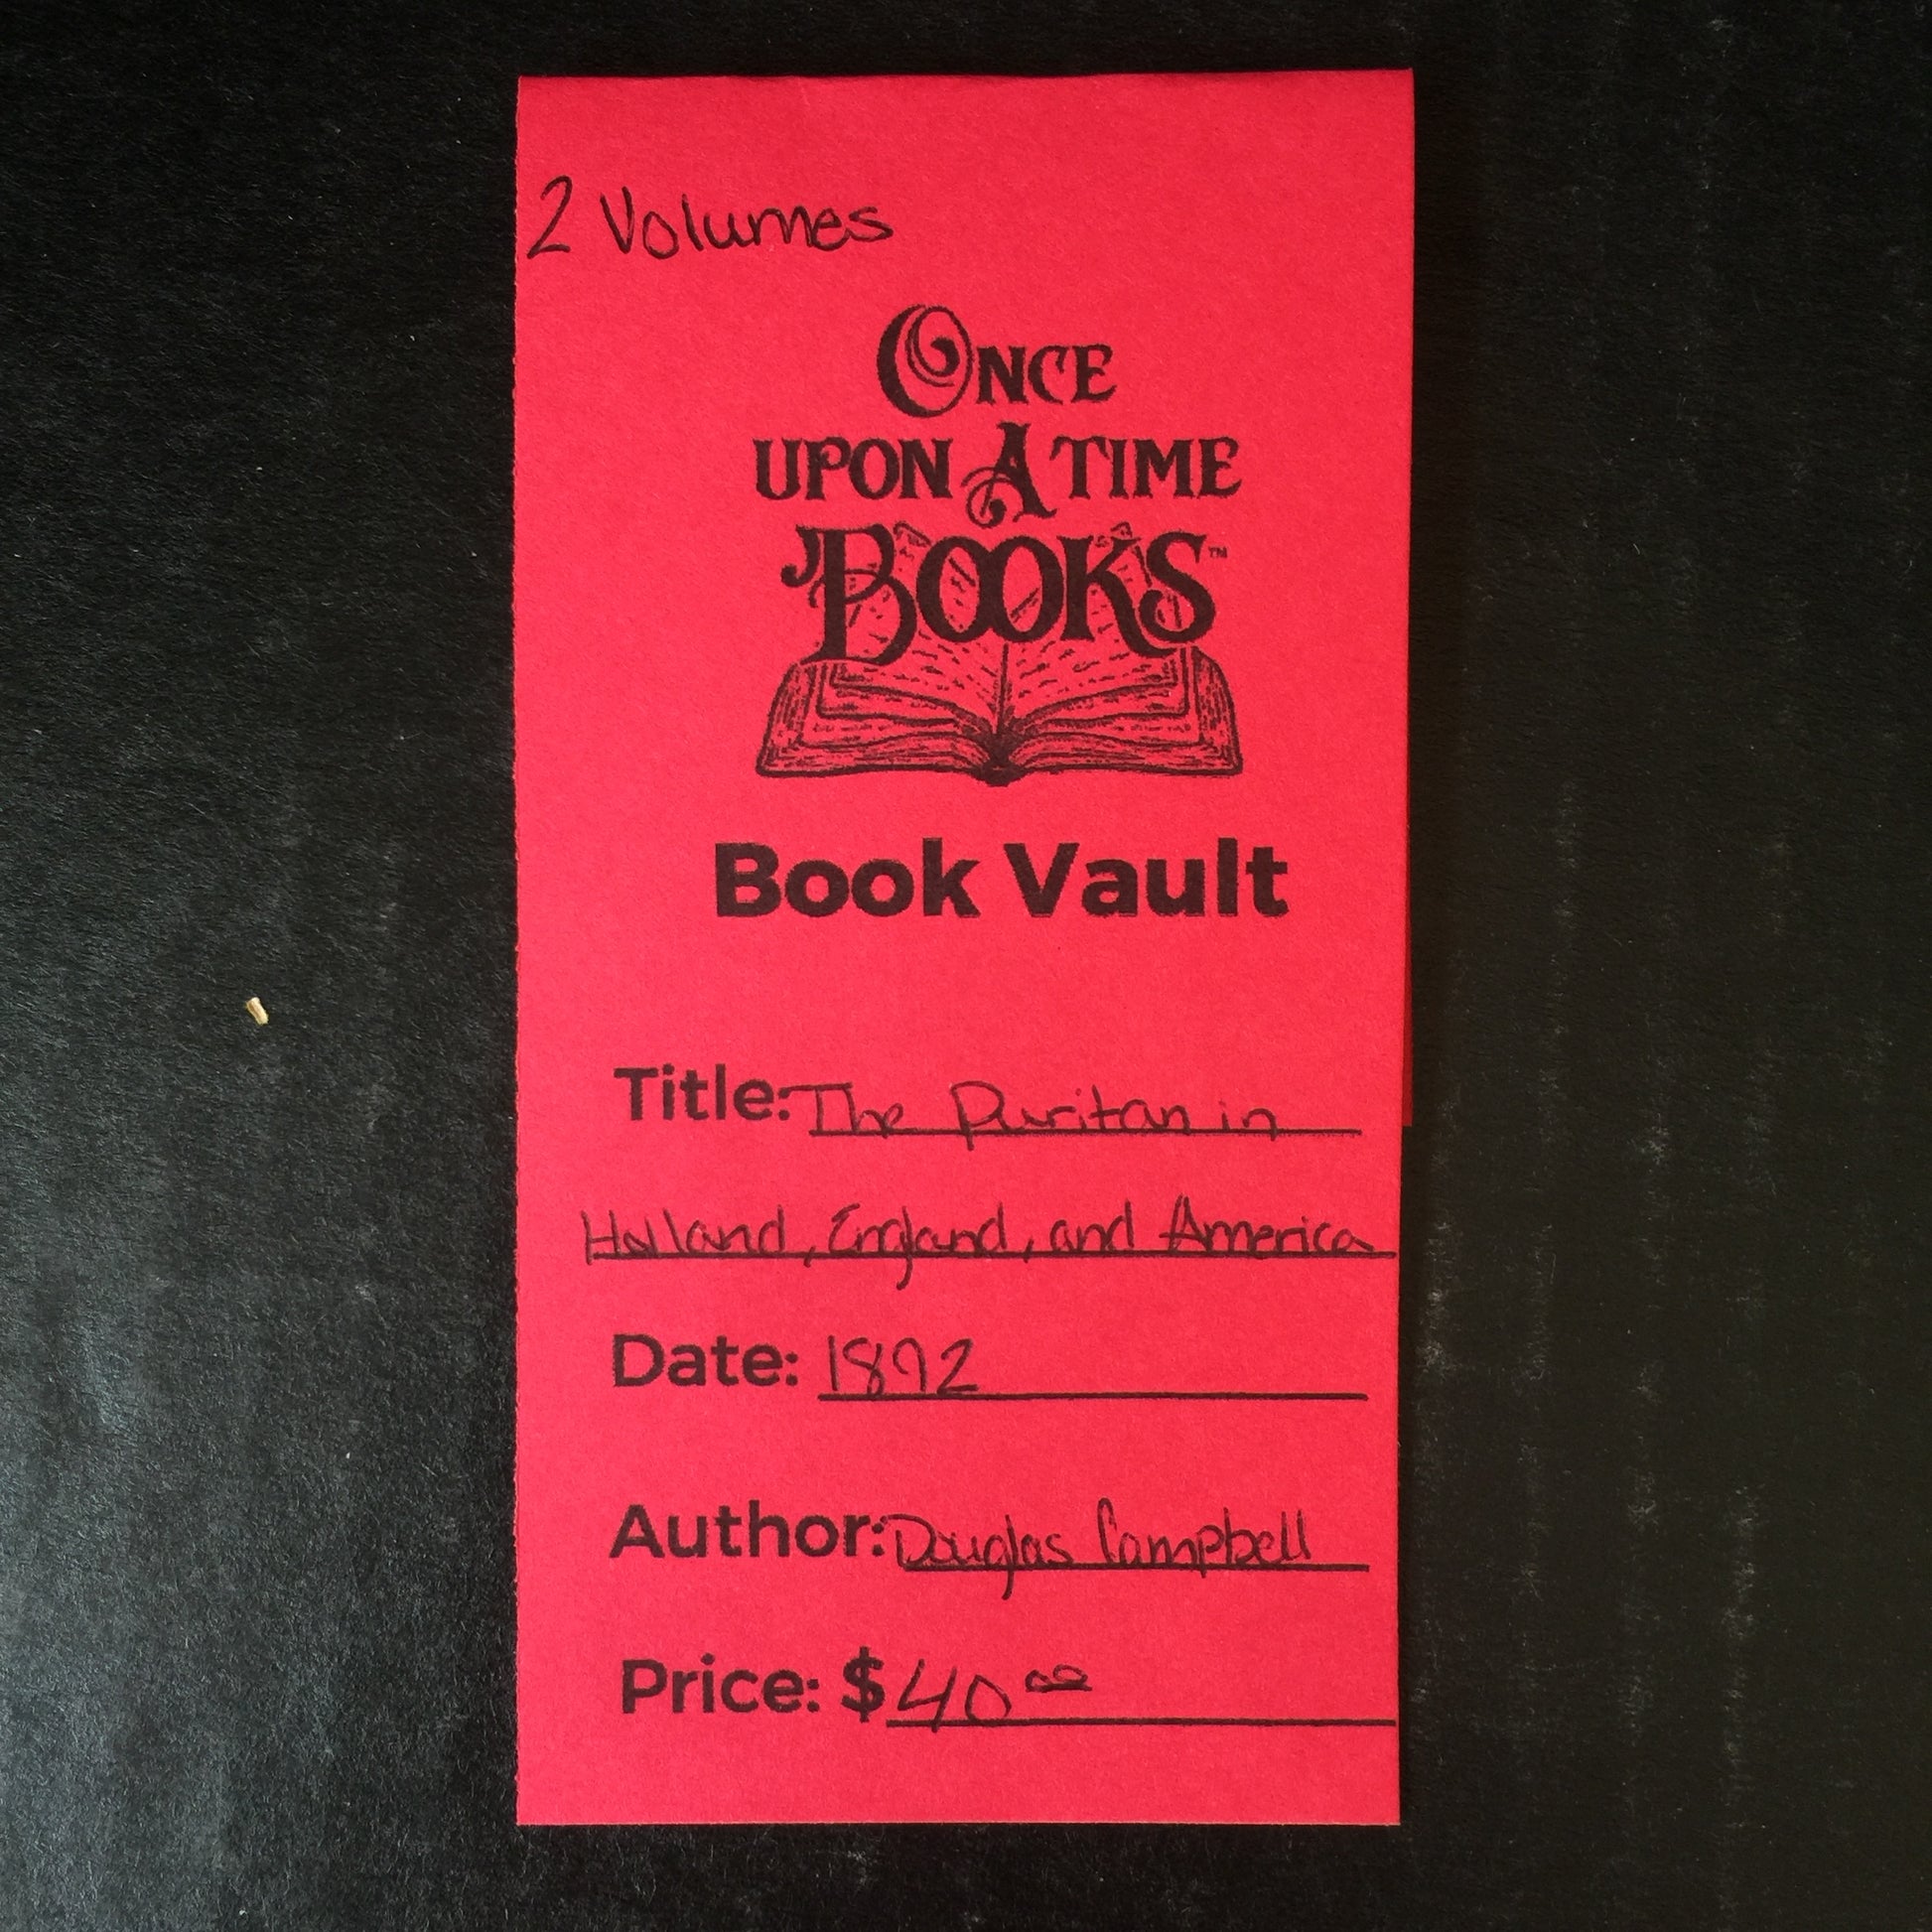 2 Volumes
ONCE
UPON A TIME
BOOKS™
Book Vault
Title: The Puritan in
Holland, England, and America
Date: 1892
Author: Douglas Campbell
Price: $40 00